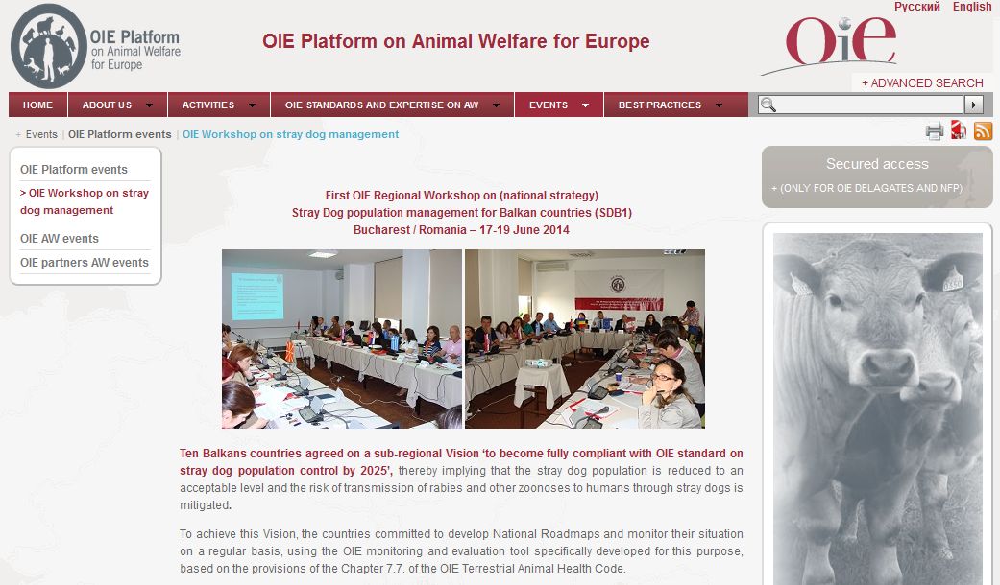 Русский English
OIE Platform
on Animal Welfare
for Europe
OIE Platform on Animal Welfare for Europe
oie
+ ADVANCED SEARCH
HOME ABOUT US ACTIVITIES OIE STANDARDS AND EXPERTISE ON AW EVENTS BEST PRACTICES
+ Events | OIE Platform events | OIE Workshop on stray dog management
OIE Platform events
> OIE Workshop on stray
dog management
OIE AW events
OIE partners AW events
Secured access
+ (ONLY FOR OIE DELAGATES AND NFP)
First OIE Regional Workshop on (national strategy)
Stray Dog population management for Balkan countries (SDB1)
Bucharest / Romania – 17-19 June 2014
Ten Balkans countries agreed on a sub-regional Vision ‘to become fully compliant with OIE standard on
stray dog population control by 2025’, thereby implying that the stray dog population is reduced to an
acceptable level and the risk of transmission of rabies and other zoonoses to humans through stray dogs is
mitigated.
To achieve this Vision, the countries committed to develop National Roadmaps and monitor their situation
on a regular basis, using the OIE monitoring and evaluation tool specifically developed for this purpose,
based on the provisions of the Chapter 7.7. of the OIE Terrestrial Animal Health Code.